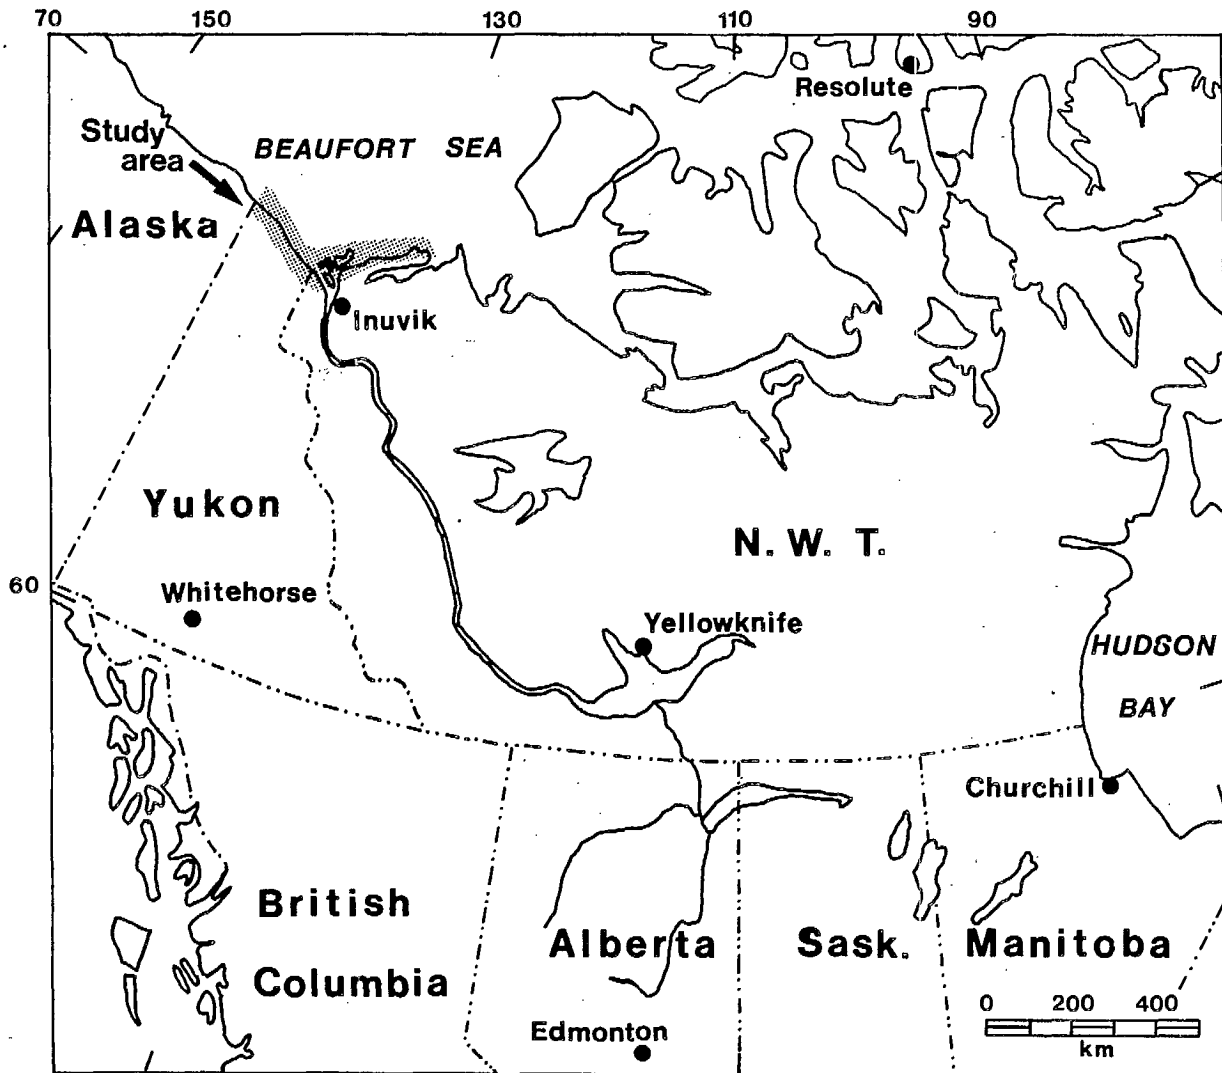 70 150 130 110 90
Resolute
Study
area
BEAUFORT SEA
Alaska
Inuvik
Yukon
N. W. T.
60
Whitehorse
Yellowknife
HUDSON
BAY
Churchill
British
Columbia
Alberta
Sask.
Manitoba
0 200 400
km
Edmonton